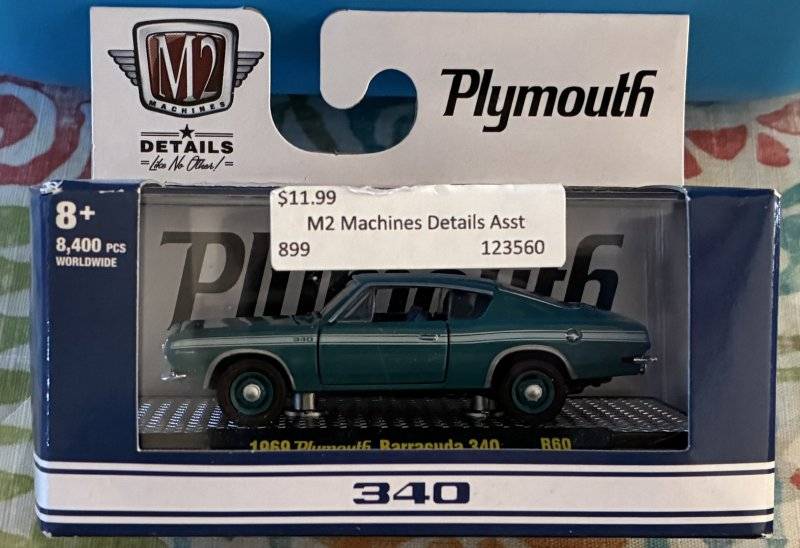 M2
MACHINES
DETAILS
Like No Other!
Plymouth
$11.99
M2 Machines Details Asst
899 123560
8+
8,400 PCS
WORLDWIDE
Plymouth
340
1969 Plymouth Barracuda 340 R60
340